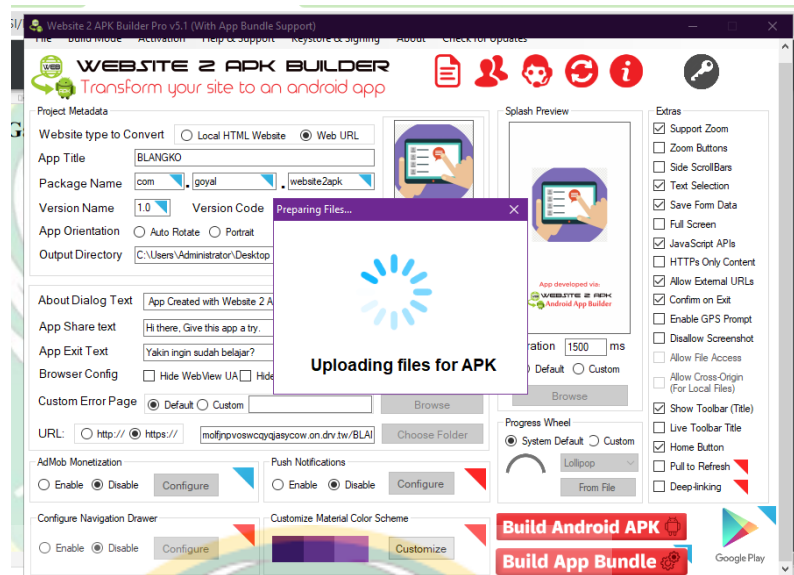 Website 2 APK Builder Pro v5.1 (With App Bundle Support)
File Build Mode Activation Help & Support Keystore & Signing About Check for Updates
WEB
WEBSITE 2 APK BUILDER
Transform your site to an android app
Project Metadata
Website type to Convert Local HTML Website Web URL
App Title BLANGKO
Package Name com . goyal . website2apk
Version Name 1.0 Version Code
App Orientation Auto Rotate Portrait
Output Directory C:\Users\Administrator\Desktop
About Dialog Text App Created with Website 2 A
App Share text Hi there, Give this app a try.
App Exit Text Yakin ingin sudah belajar?
Browser Config Hide WebView UA Hide
Custom Error Page Default Custom Browse
URL: http:// https:// molfjnpvoswcqyqjasycow.on.drv.tw/BLAI Choose Folder
Preparing Files...
Uploading files for APK
Splash Preview
App developed via:
WEBSITE 2 APK
Android App Builder
ration 1500 ms
Default Custom
Browse
Progress Wheel
System Default Custom
Lollipop
From File
Extras
Support Zoom
Zoom Buttons
Side ScrollBars
Text Selection
Save Form Data
Full Screen
JavaScript APIs
HTTPs Only Content
Allow External URLs
Confirm on Exit
Enable GPS Prompt
Disallow Screenshot
Allow File Access
Allow Cross-Origin
(For Local Files)
Show Toolbar (Title)
Live Toolbar Title
Home Button
Pull to Refresh
Deep-linking
AdMob Monetization
Enable Disable Configure
Push Notifications
Enable Disable Configure
Configure Navigation Drawer
Enable Disable Configure
Customize Material Color Scheme
Customize
Build Android APK
Build App Bundle
Google Play